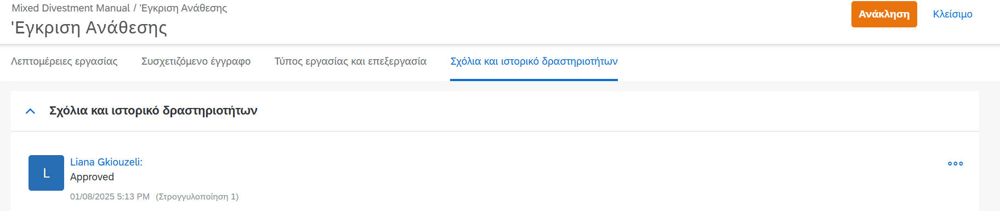 Mixed Divestment Manual / 'Εγκριση Ανάθεσης
'Εγκριση Ανάθεσης
Ανάκληση
Κλείσιμο
Λεπτομέρειες εργασίας Συσχετιζόμενο έγγραφο Τύπος εργασίας και επεξεργασία Σχόλια και ιστορικό δραστηριοτήτων
Σχόλια και ιστορικό δραστηριοτήτων
L
Liana Gkiouzeli:
Approved
01/08/2025 5:13 PM (Στρογγυλοποίηση 1)